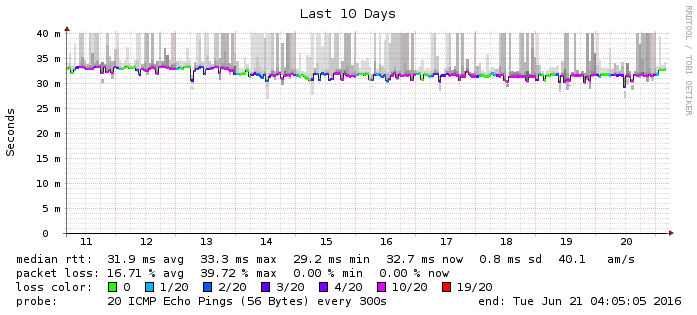 Last 10 Days
RRDTOOL / TOBI OETIKER
Seconds
40 m
35 m
30 m
25 m
20 m
15 m
10 m
5 m
0
11 12 13 14 15 16 17 18 19 20
median rtt: 31.9 ms avg 33.3 ms max 29.2 ms min 32.7 ms now 0.8 ms sd 40.1 am/s
packet loss: 16.71 % avg 39.72 % max 0.00 % min 0.00 % now
loss color: 0 1/20 2/20 3/20 4/20 10/20 19/20
probe: 20 ICMP Echo Pings (56 Bytes) every 300s end: Tue Jun 21 04:05:05 2016